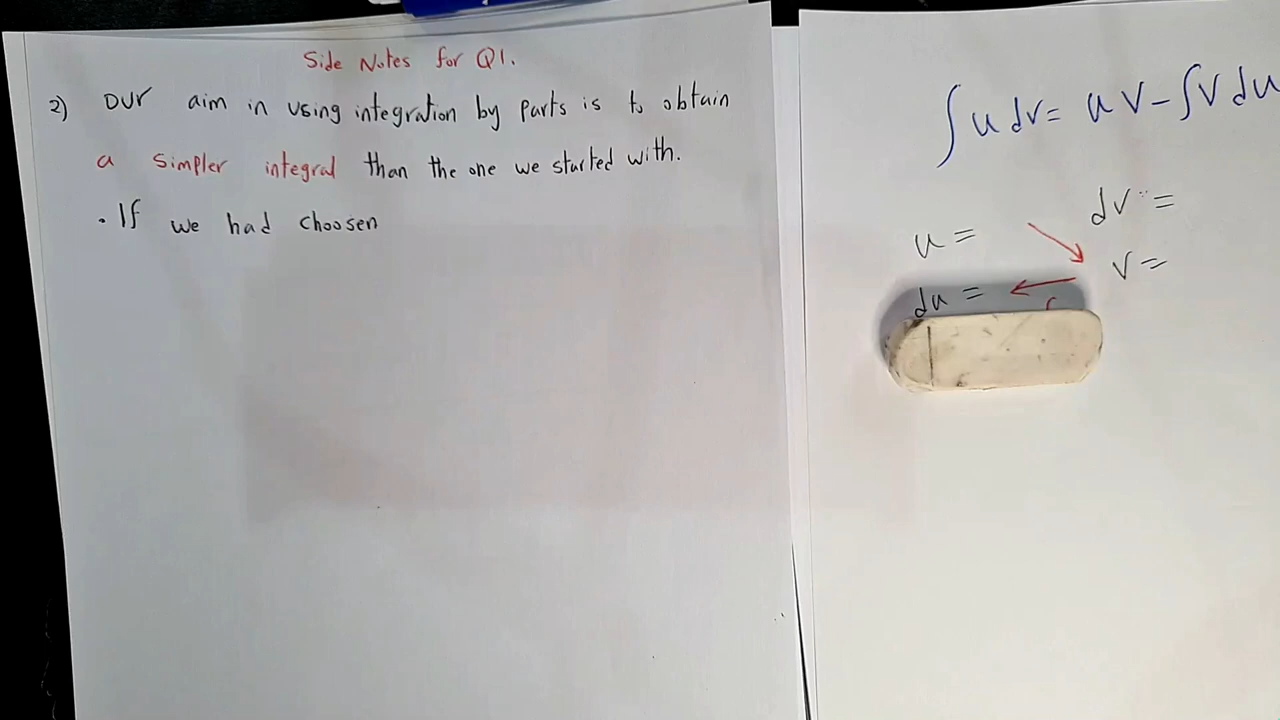 Side Notes for Q1.
2) Our aim in using integration by parts is to obtain
a simpler integral than the one we started with.
• If we had choosen
∫u dv = uv - ∫v du
u =
dv =
du =
v =